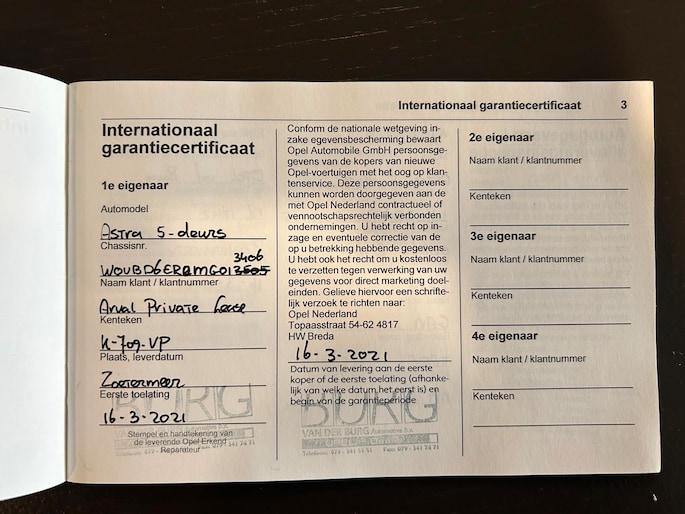 Internationaal garantiecertificaat 3
Internationaal
garantiecertificaat
1e eigenaar
Automodel
Astra 5-deurs
Chassisnr.
3406
Naam klant / klantnummer
Arval Private Lease
Kenteken
K-709-VP
Plaats, leverdatum
Zoetermeer
Eerste toelating
16-3-2021
BURG
Stempel en handtekening van
de leverende Opel Erkend
Reparateur
Conform de nationale wetgeving in-
zake egevensbescherming bewaart
Opel Automobile GmbH persoonsge-
gevens van de kopers van nieuwe
Opel-voertuigen met het oog op klan-
tenservice. Deze persoonsgegevens
kunnen worden doorgegeven aan de
met Opel Nederland contractueel of
vennootschapsrechtelijk verbonden
ondernemingen. U hebt recht op in-
zage en eventuele correctie van de
op u betrekking hebbende gegevens.
U hebt ook het recht om u kosteloos
te verzetten tegen verwerking van uw
gegevens voor direct marketing doel-
einden. Gelieve hiervoor een schrifte-
lijk verzoek te richten naar:
Opel Nederland
Topaasstraat 54-62 4817
HW Breda
16-3-2021
Datum van levering aan de eerste
koper of de eerste toelating (afhanke-
lijk van welke datum het eerst is) en
begin van de garantieperiode
BURG
VAN DER BURG Automotive b.v.
2e eigenaar
Naam klant / klantnummer
Kenteken
3e eigenaar
Naam klant / klantnummer
Kenteken
4e eigenaar
Naam klant / klantnummer
Kenteken